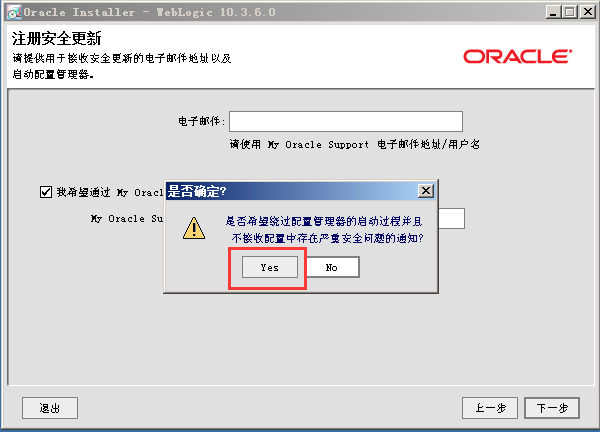 Oracle Installer - WebLogic 10.3.6.0
注册安全更新
请提供用于接收安全更新的电子邮件地址以及
启动配置管理器。
ORACLE
电子邮件:
请使用 My Oracle Support 电子邮件地址/用户名
我希望通过 My Oracl
My Oracle Su
是否确定?
是否希望绕过配置管理器的启动过程并且
不接收配置中存在严重安全问题的通知?
Yes
No
退出
上一步
下一步